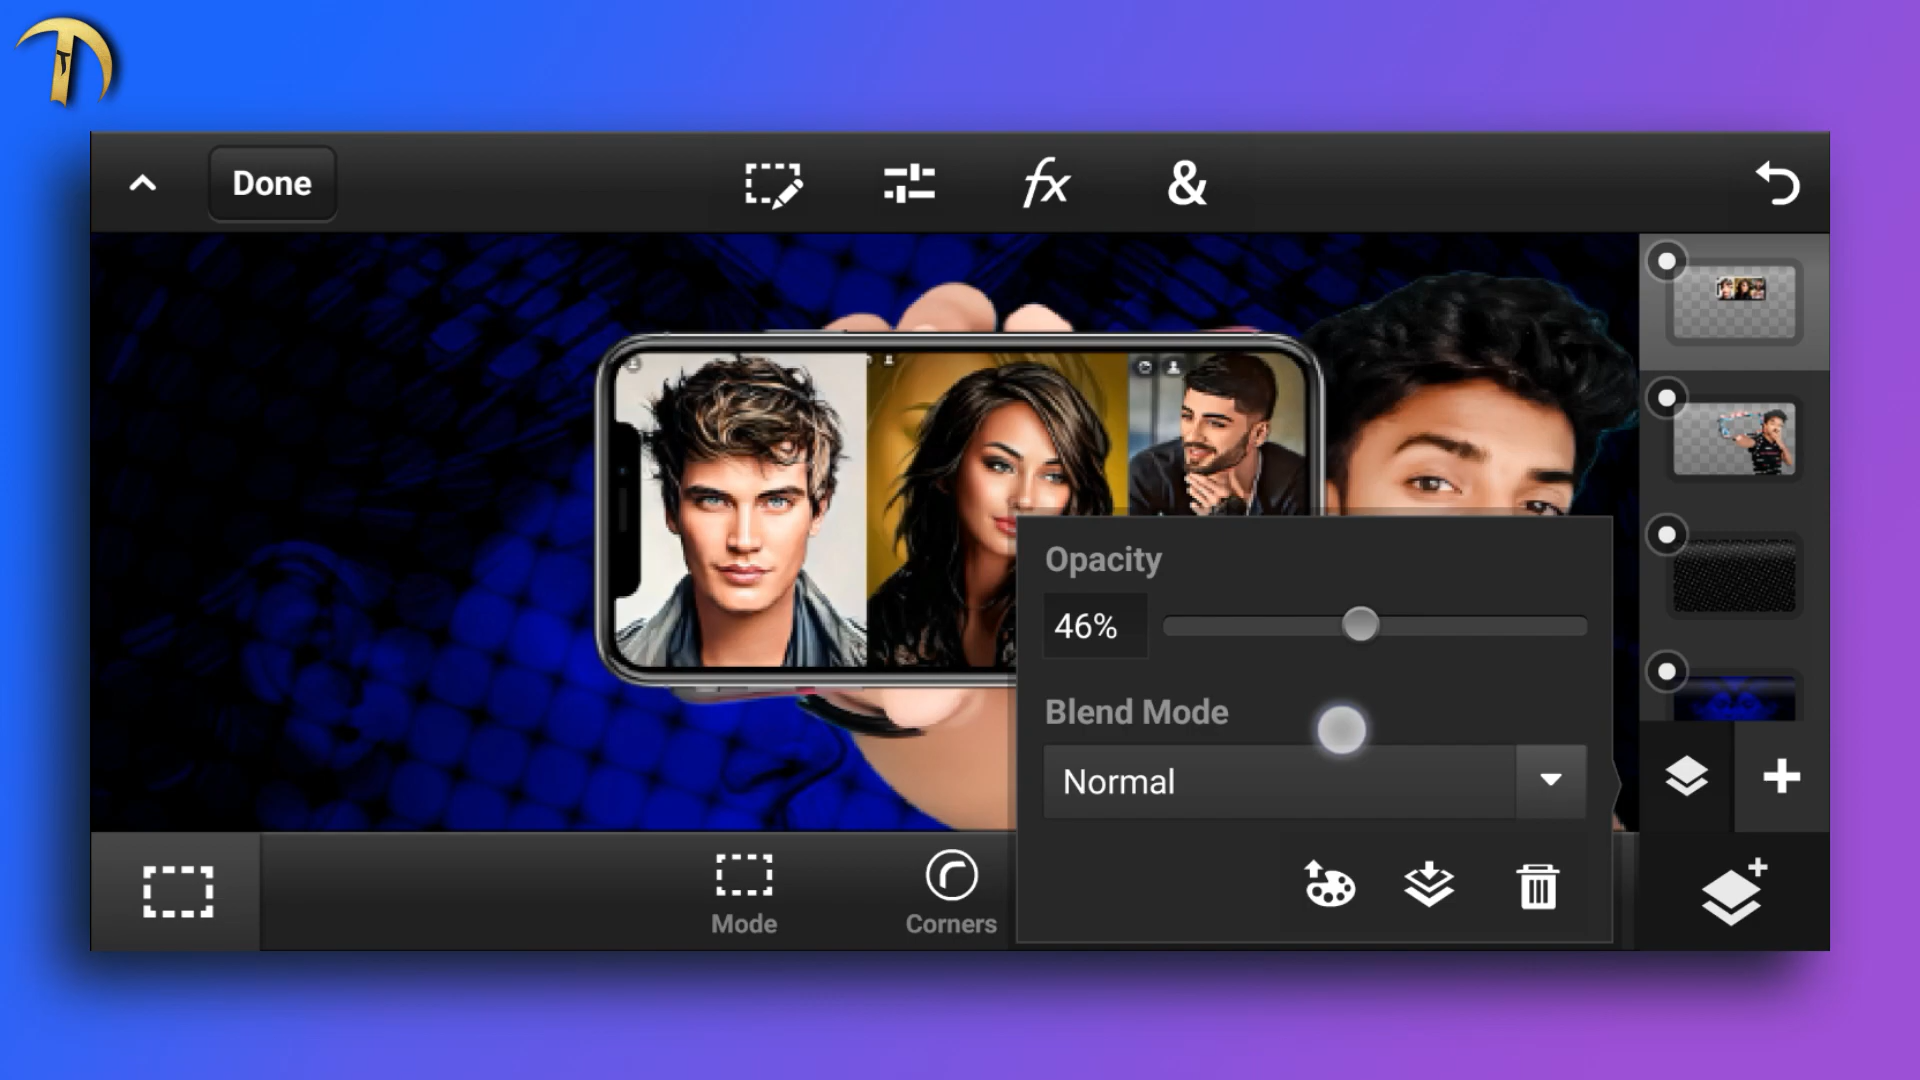 Done
fx
&
Opacity
46%
Blend Mode
Normal
Mode
Corners